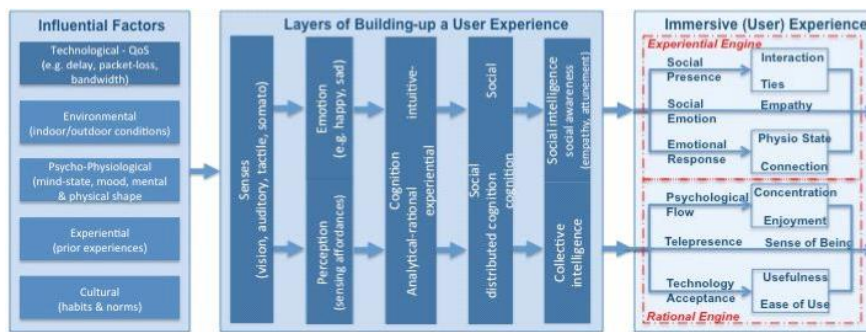 Influential Factors
Technological - QoS
(e.g. delay, packet-loss,
bandwidth)
Environmental
(indoor/outdoor conditions)
Psycho-Physiological
(mind-state, mood, mental
& physical shape)
Experiential
(prior experiences)
Cultural
(habits & norms)
Layers of Building-up a User Experience
Senses
(vision, auditory, tactile, somato)
Emotion
(e.g. happy, sad)
Perception
(sensing affordances)
Cognition
Analytical-rational
intuitive-
experiential
Social
distributed cognition
Social
cognition
Social intelligence
social awareness
(empathy, attunement)
Collective
intelligence
Immersive (User) Experience
Experiential Engine
Social
Presence
Interaction
Ties
Social
Emotion
Empathy
Emotional
Response
Physio State
Connection
Psychological
Flow
Concentration
Enjoyment
Telepresence
Sense of Being
Technology
Acceptance
Usefulness
Ease of Use
Rational Engine